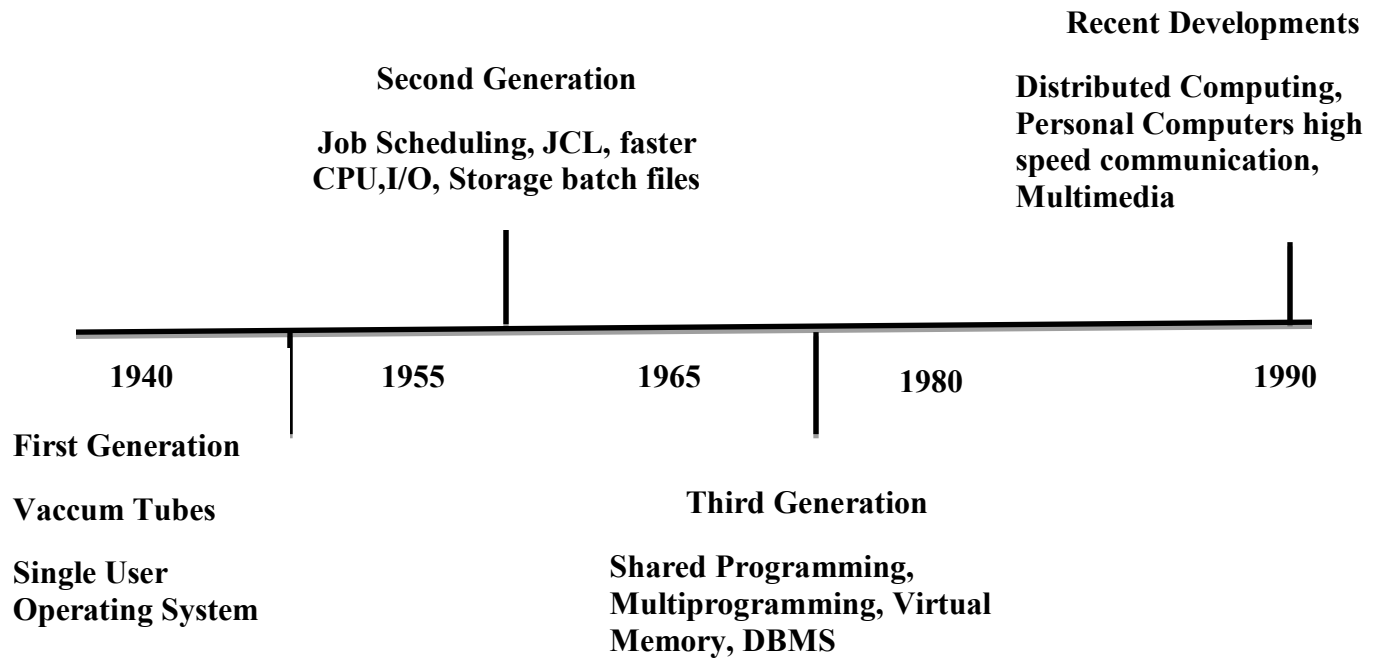 Recent Developments
Distributed Computing,
Personal Computers high
speed communication,
Multimedia
Second Generation
Job Scheduling, JCL, faster
CPU,I/O, Storage batch files
1940
1955
1965
1980
1990
First Generation
Vaccum Tubes
Single User
Operating System
Third Generation
Shared Programming,
Multiprogramming, Virtual
Memory, DBMS